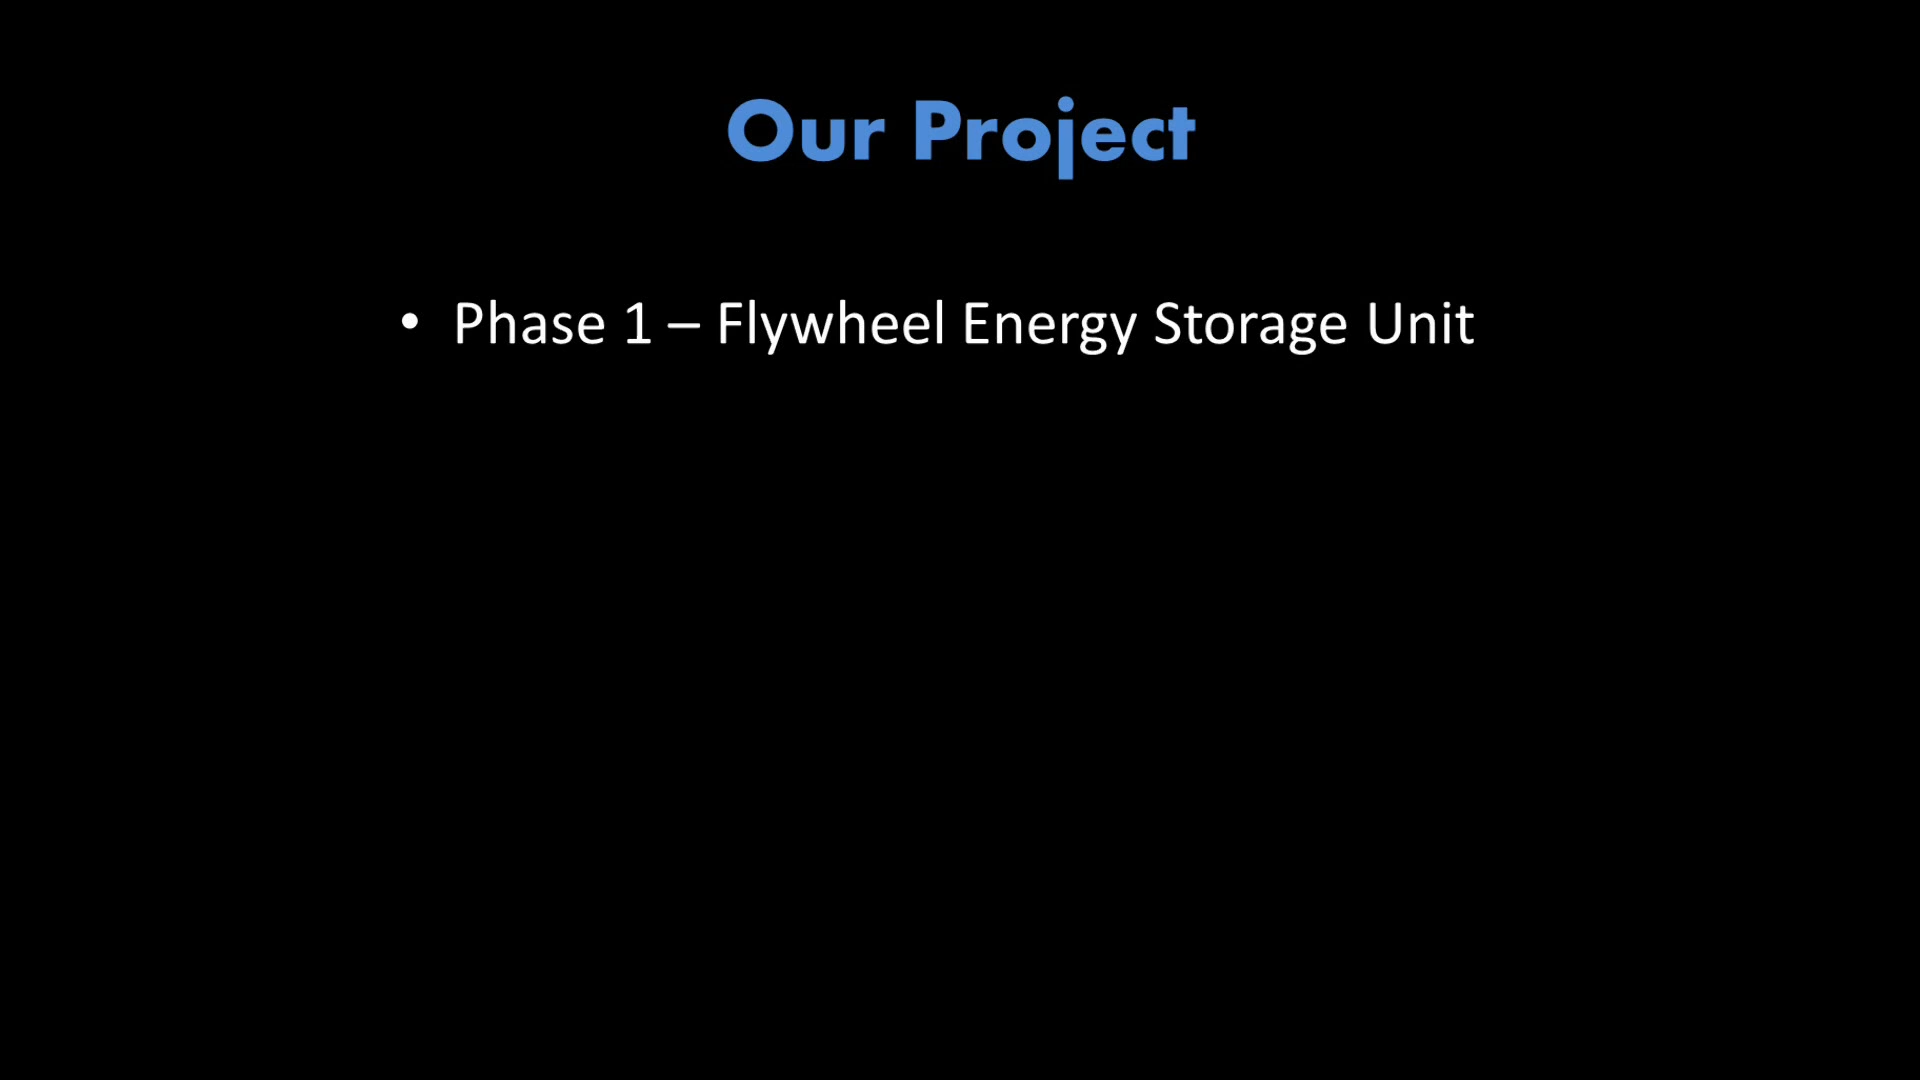 Our Project
• Phase 1 – Flywheel Energy Storage Unit